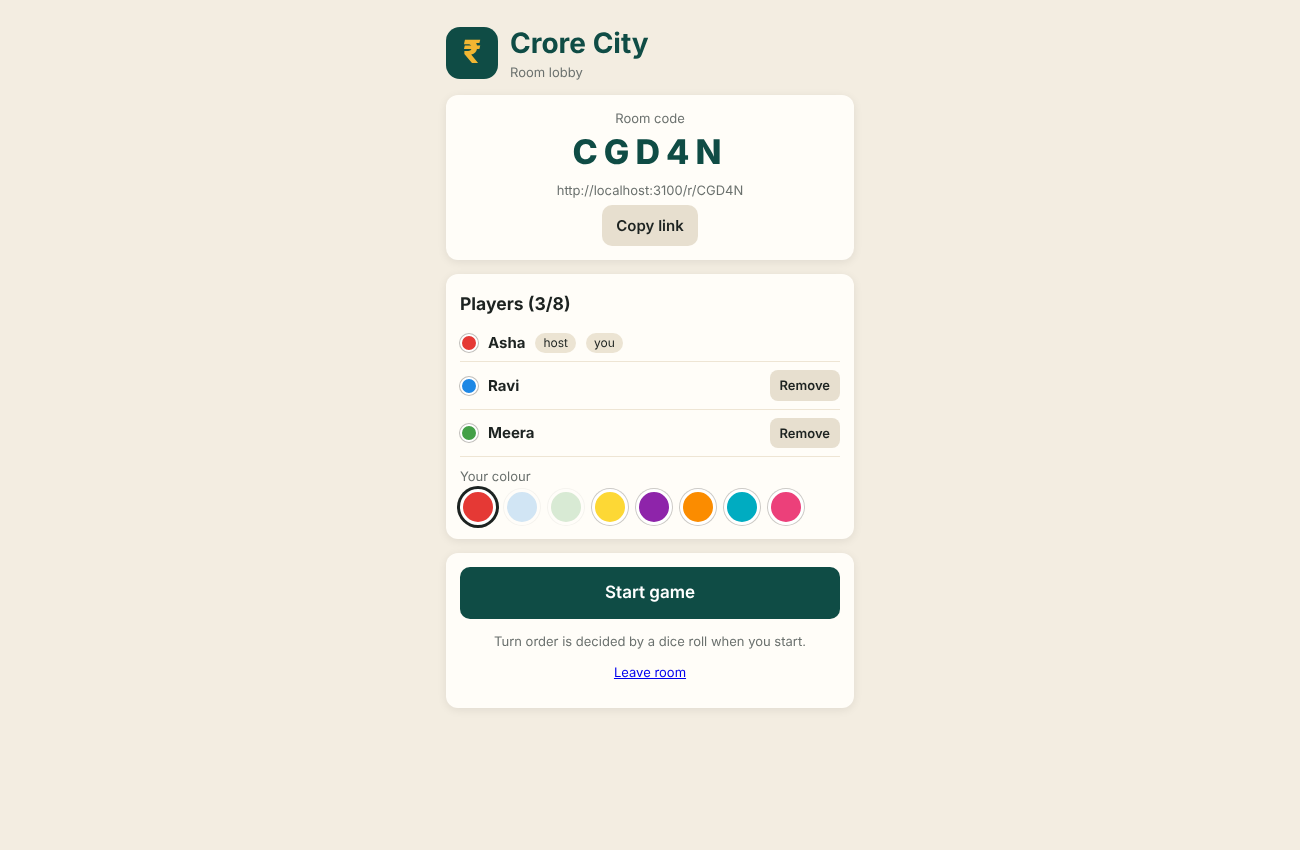 ₹
Crore City
Room lobby
Room code
CGD4N
http://localhost:3100/r/CGD4N
Copy link
Players (3/8)
Asha host you
Ravi Remove
Meera Remove
Your colour
Start game
Turn order is decided by a dice roll when you start.
Leave room